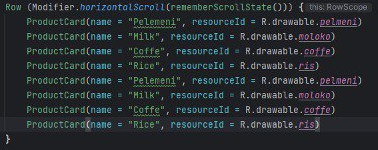 Row (Modifier.horizontalScroll(rememberScrollState())) { this: RowScope
ProductCard(name = "Pelemeni", resourceId = R.drawable.pelmeni)
ProductCard(name = "Milk", resourceId = R.drawable.moloko)
ProductCard(name = "Coffe", resourceId = R.drawable.coffe)
ProductCard(name = "Rice", resourceId = R.drawable.ris)
ProductCard(name = "Pelemeni", resourceId = R.drawable.pelmeni)
ProductCard(name = "Milk", resourceId = R.drawable.moloko)
ProductCard(name = "Coffe", resourceId = R.drawable.coffe)
ProductCard(name = "Rice", resourceId = R.drawable.ris)
}